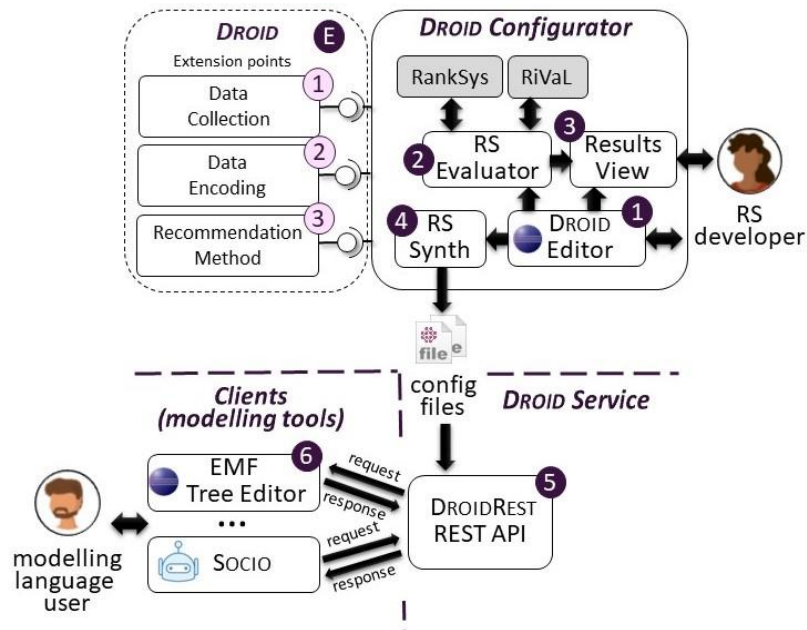 DROID
E
Extension points
1
Data
Collection
2
Data
Encoding
3
Recommendation
Method
DROID Configurator
RankSys
RiVaL
2
RS
Evaluator
3
Results
View
4
RS
Synth
1
DROID
Editor
RS
developer
file
e
config
files
Clients
(modelling tools)
DROID Service
6
EMF
Tree Editor
...
SOCIO
request
response
request
response
5
DROIDREST
REST API
modelling
language
user